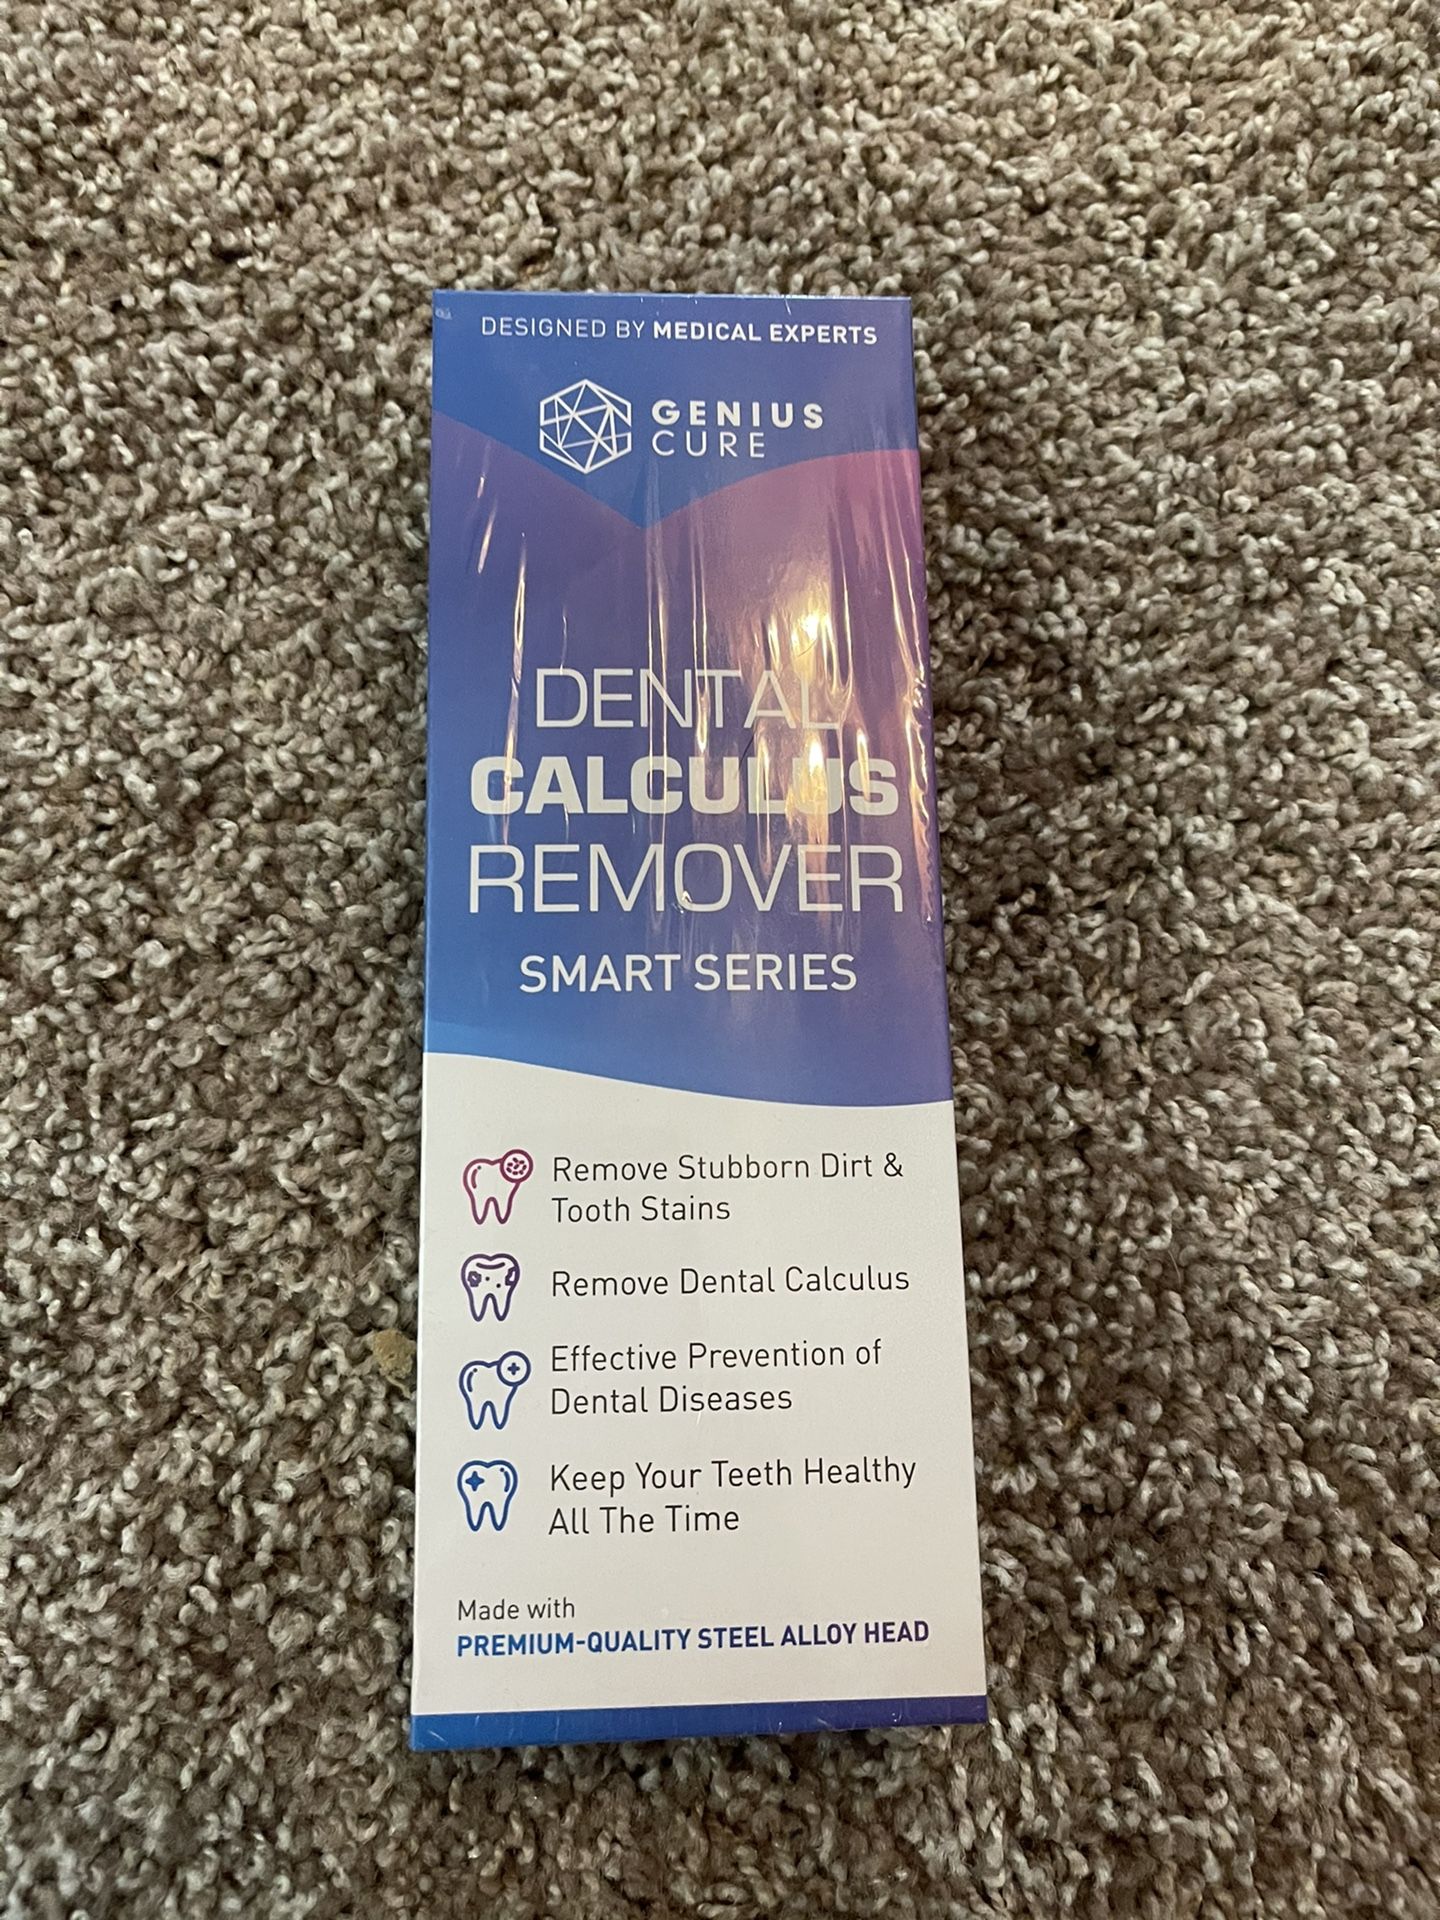 DESIGNED BY MEDICAL EXPERTS
GENIUS
CURE
DENTAL
CALCULUS
REMOVER
SMART SERIES
Remove Stubborn Dirt &
Tooth Stains
Remove Dental Calculus
Effective Prevention of
Dental Diseases
Keep Your Teeth Healthy
All The Time
Made with
PREMIUM-QUALITY STEEL ALLOY HEAD